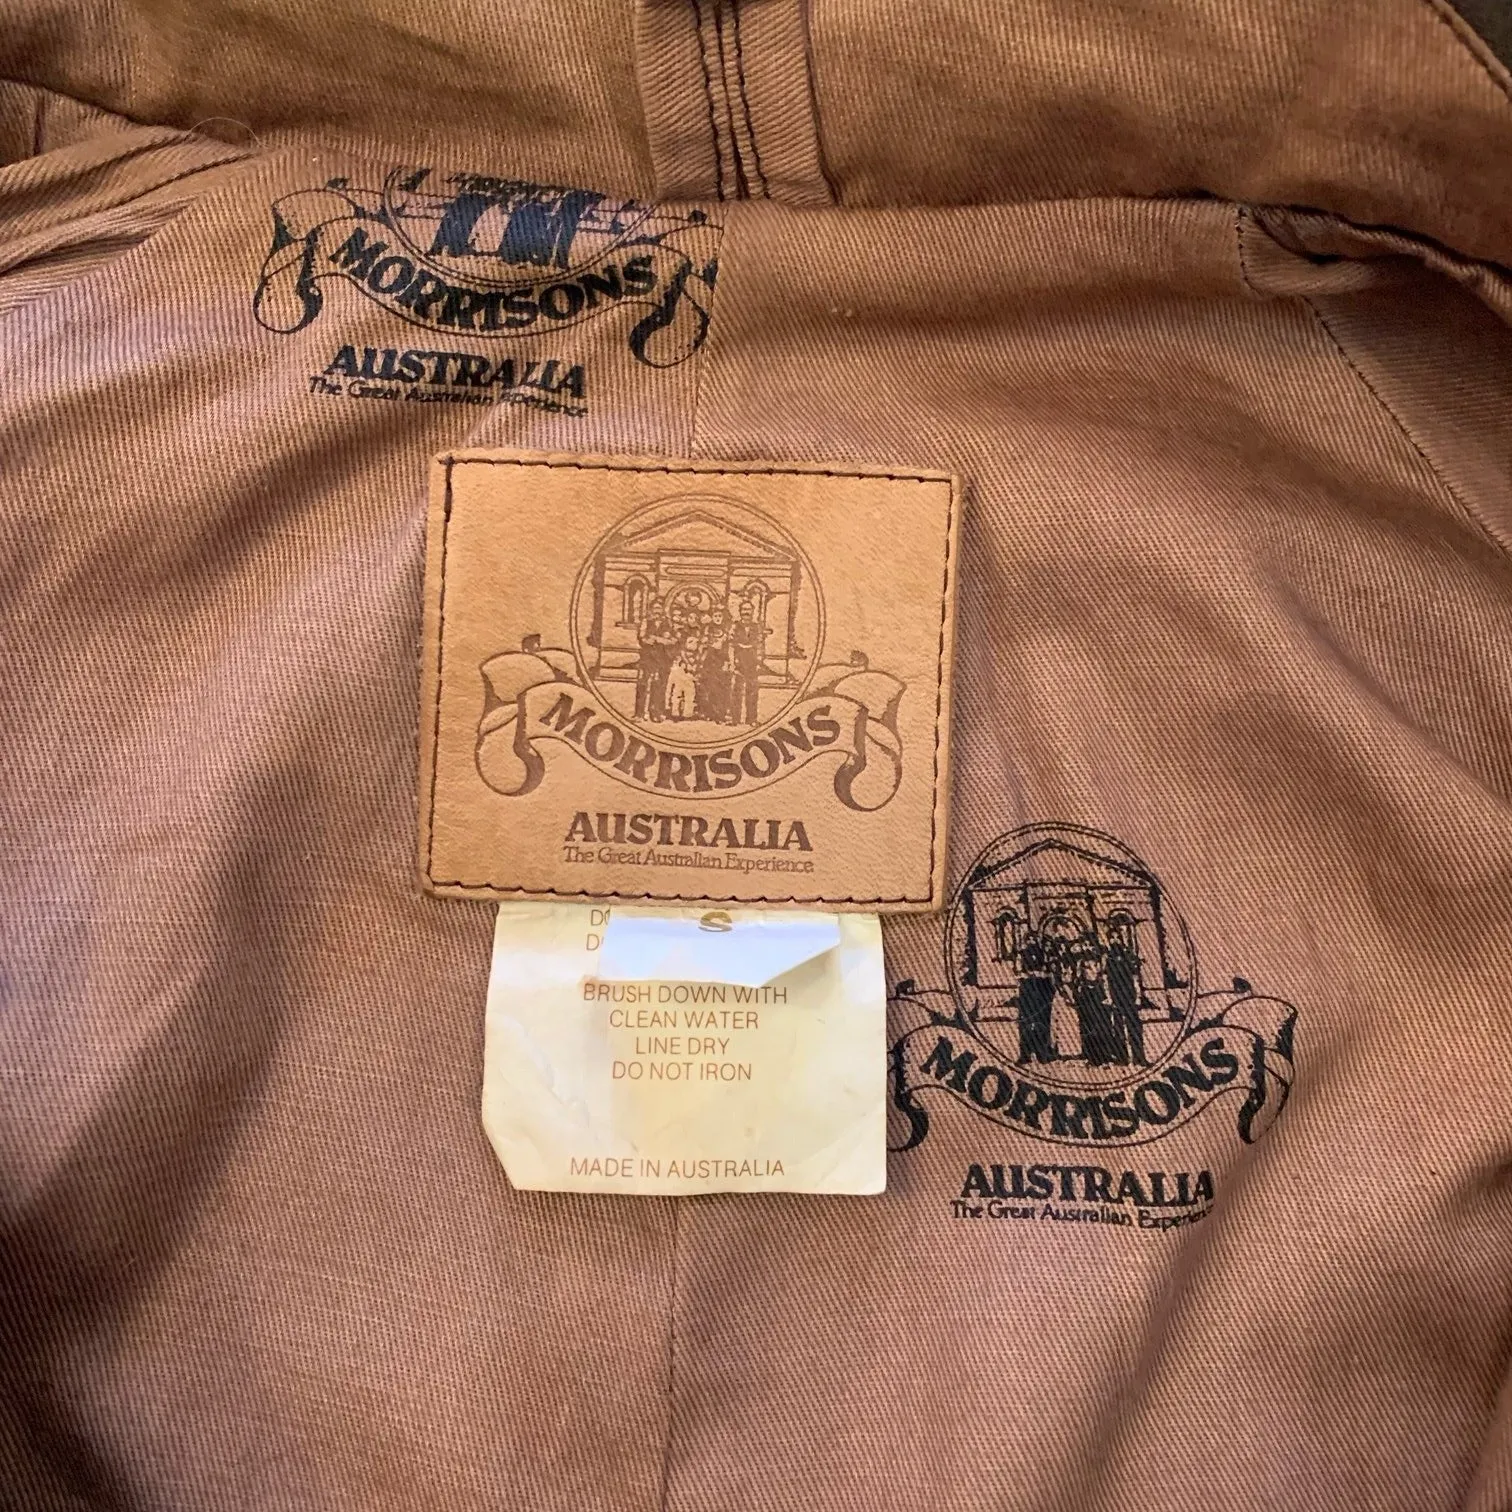 MORRISONS
AUSTRALIA
The Great Australian Experience
MORRISONS
AUSTRALIA
The Great Australian Experience
S
BRUSH DOWN WITH
CLEAN WATER
LINE DRY
DO NOT IRON
MADE IN AUSTRALIA
MORRISONS
AUSTRALIA
The Great Australian Experience